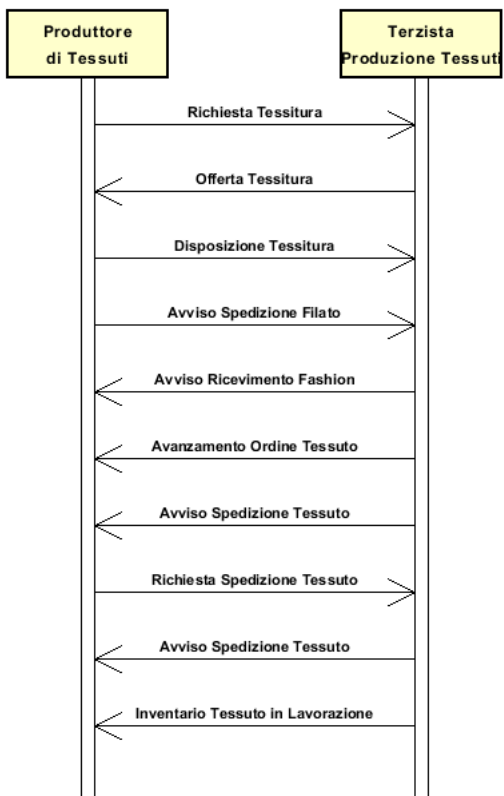 Produttore
di Tessuti
Terzista
Produzione Tessuti
Richiesta Tessitura
Offerta Tessitura
Disposizione Tessitura
Avviso Spedizione Filato
Avviso Ricevimento Fashion
Avanzamento Ordine Tessuto
Avviso Spedizione Tessuto
Richiesta Spedizione Tessuto
Avviso Spedizione Tessuto
Inventario Tessuto in Lavorazione